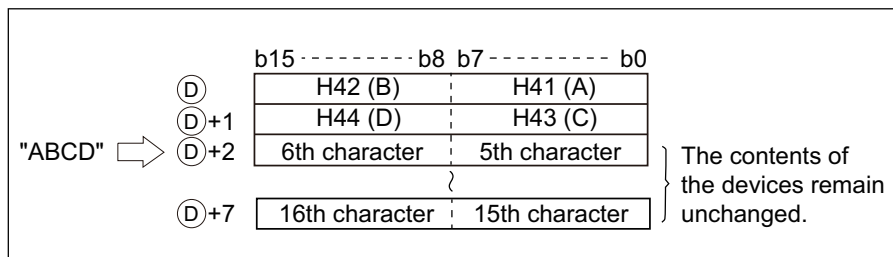 b15 - - - - - - - - - - b8 b7 - - - - - - - - - - b0
Ⓓ H42 (B) H41 (A)
Ⓓ+1 H44 (D) H43 (C)
"ABCD" Ⓓ+2 6th character 5th character The contents of
the devices remain
Ⓓ+7 16th character 15th character unchanged.